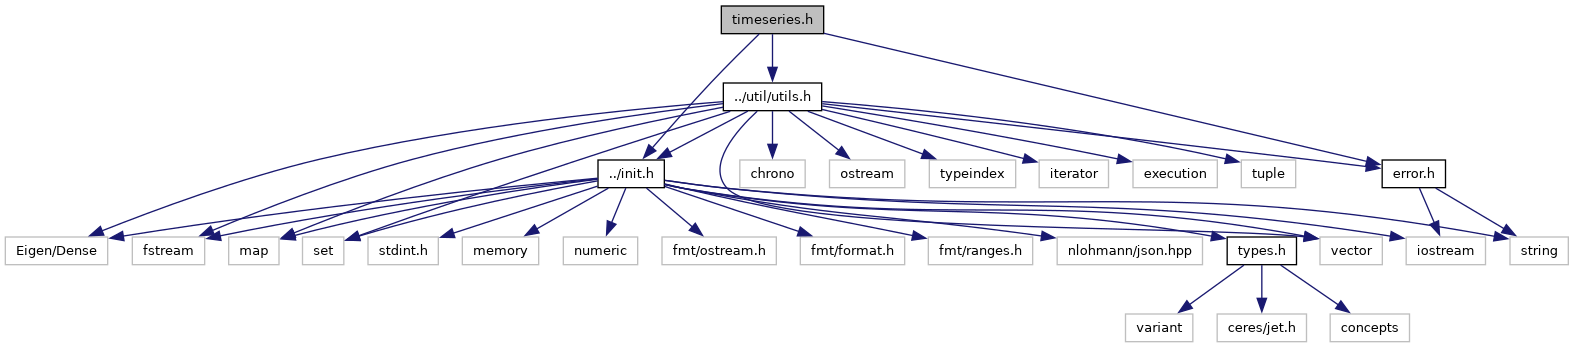 timeseries.h
../util/utils.h
../init.h
chrono
ostream
typeindex
iterator
execution
tuple
error.h
Eigen/Dense
fstream
map
set
stdint.h
memory
numeric
fmt/ostream.h
fmt/format.h
fmt/ranges.h
nlohmann/json.hpp
types.h
vector
iostream
string
variant
ceres/jet.h
concepts